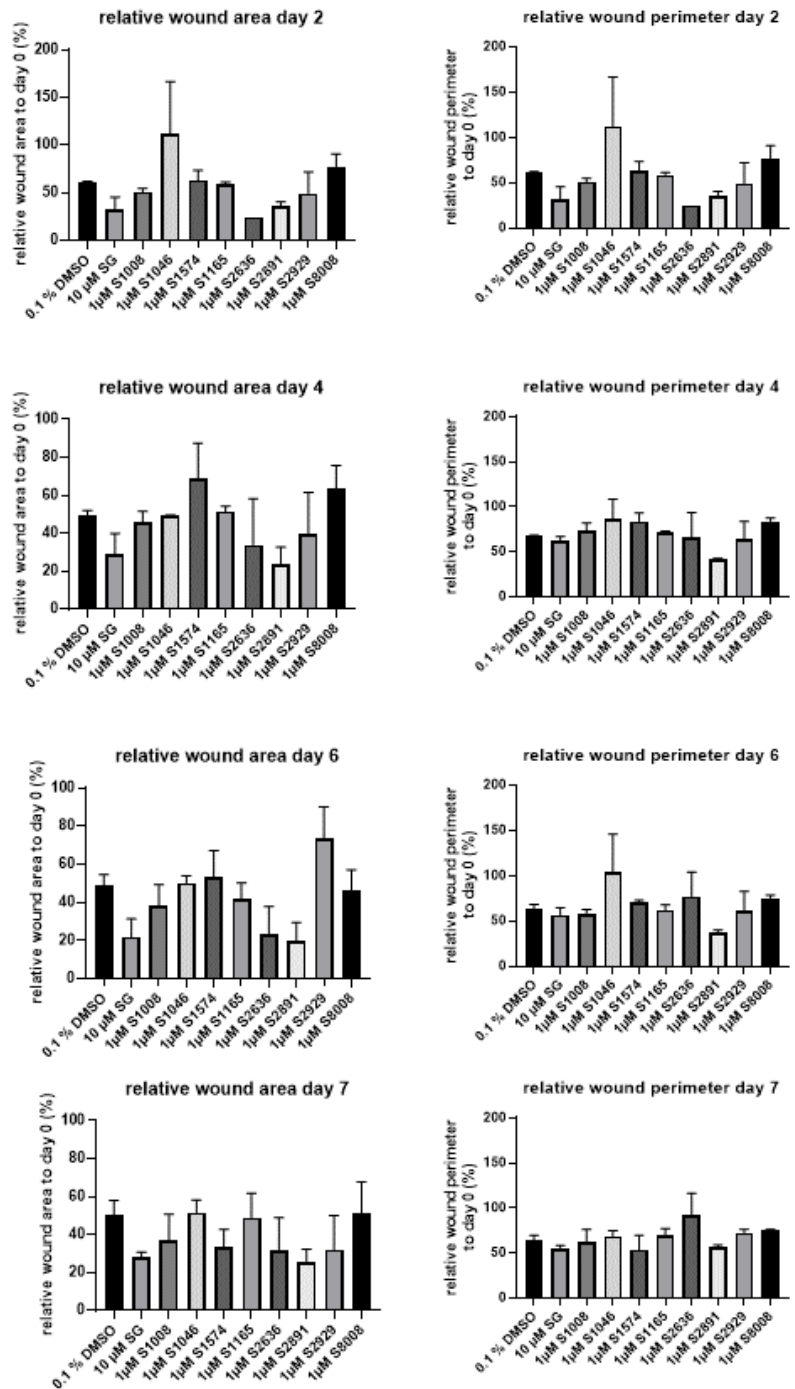 relative wound area day 2
relative wound area to day 0 (%)
200
150
100
50
0
0.1 % DMSO
10 µM SG
1µM S1008
1µM S1046
1µM S1574
1µM S1165
1µM S2636
1µM S2891
1µM S2929
1µM S8008
relative wound perimeter day 2
relative wound perimeter
to day 0 (%)
200
150
100
50
0
0.1 % DMSO
10 µM SG
1µM S1008
1µM S1046
1µM S1574
1µM S1165
1µM S2636
1µM S2891
1µM S2929
1µM S8008
relative wound area day 4
relative wound area to day 0 (%)
100
80
60
40
20
0
0.1 % DMSO
10 µM SG
1µM S1008
1µM S1046
1µM S1574
1µM S1165
1µM S2636
1µM S2891
1µM S2929
1µM S8008
relative wound perimeter day 4
relative wound perimeter
to day 0 (%)
200
150
100
50
0
0.1 % DMSO
10 µM SG
1µM S1008
1µM S1046
1µM S1574
1µM S1165
1µM S2636
1µM S2891
1µM S2929
1µM S8008
relative wound area day 6
relative wound area to day 0 (%)
100
80
60
40
20
0
0.1 % DMSO
10 µM SG
1µM S1008
1µM S1046
1µM S1574
1µM S1165
1µM S2636
1µM S2891
1µM S2929
1µM S8008
relative wound perimeter day 6
relative wound perimeter
to day 0 (%)
200
150
100
50
0
0.1 % DMSO
10 µM SG
1µM S1008
1µM S1046
1µM S1574
1µM S1165
1µM S2636
1µM S2891
1µM S2929
1µM S8008
relative wound area day 7
relative wound area to day 0 (%)
100
80
60
40
20
0
0.1 % DMSO
10 µM SG
1µM S1008
1µM S1046
1µM S1574
1µM S1165
1µM S2636
1µM S2891
1µM S2929
1µM S8008
relative wound perimeter day 7
relative wound perimeter
to day 0 (%)
200
150
100
50
0
0.1 % DMSO
10 µM SG
1µM S1008
1µM S1046
1µM S1574
1µM S1165
1µM S2636
1µM S2891
1µM S2929
1µM S8008